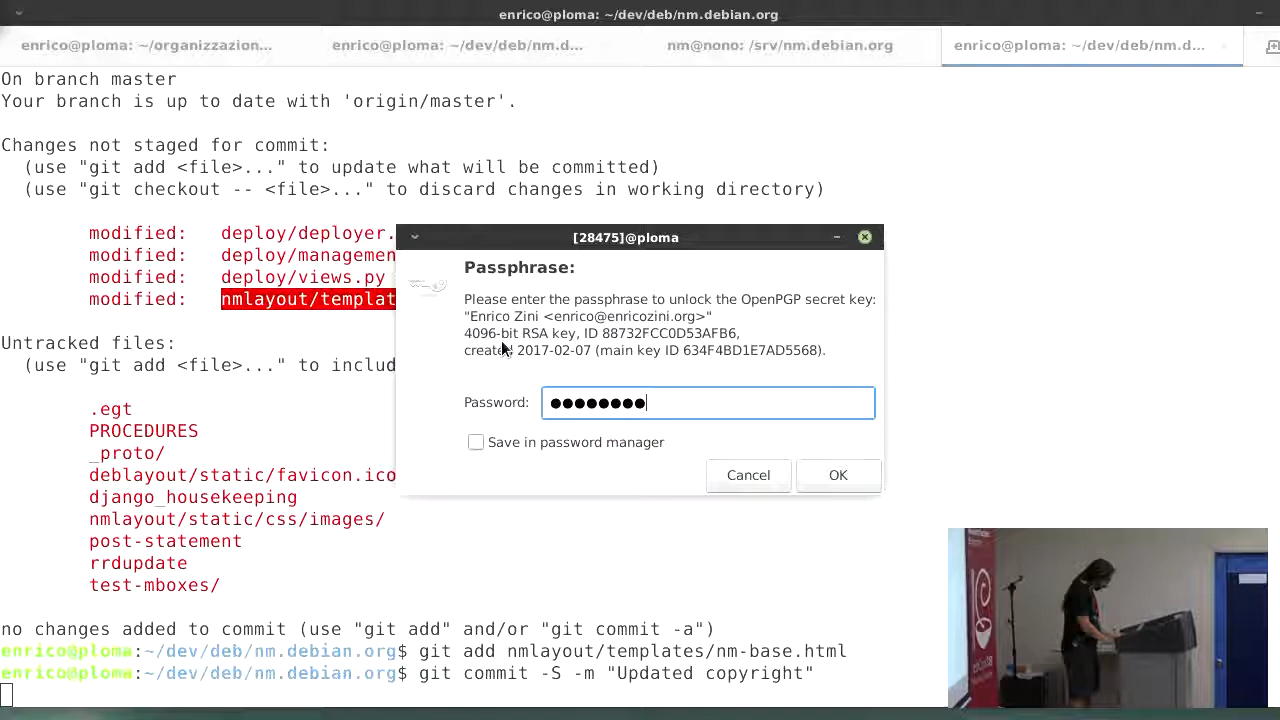 enrico@ploma: ~/dev/deb/nm.debian.org
enrico@ploma: ~/organizzazion...
enrico@ploma: ~/dev/deb/nm.d...
nm@nono: /srv/nm.debian.org
enrico@ploma: ~/dev/deb/nm.d...
On branch master
Your branch is up to date with 'origin/master'.
Changes not staged for commit:
(use "git add <file>..." to update what will be committed)
(use "git checkout -- <file>..." to discard changes in working directory)
modified: deploy/deployer.
modified: deploy/managemen
modified: deploy/views.py
modified: nmlayout/templat
Untracked files:
(use "git add <file>..." to includ
.egt
PROCEDURES
_proto/
deblayout/static/favicon.ico
django_housekeeping
nmlayout/static/css/images/
post-statement
rrdupdate
test-mboxes/
no changes added to commit (use "git add" and/or "git commit -a")
enrico@ploma:~/dev/deb/nm.debian.org$ git add nmlayout/templates/nm-base.html
enrico@ploma:~/dev/deb/nm.debian.org$ git commit -S -m "Updated copyright"
[28475]@ploma
Passphrase:
Please enter the passphrase to unlock the OpenPGP secret key:
"Enrico Zini <enrico@enricozini.org>"
4096-bit RSA key, ID 88732FCC0D53AFB6,
created 2017-02-07 (main key ID 634F4BD1E7AD5568).
Password: ●●●●●●●●
Save in password manager
Cancel
OK